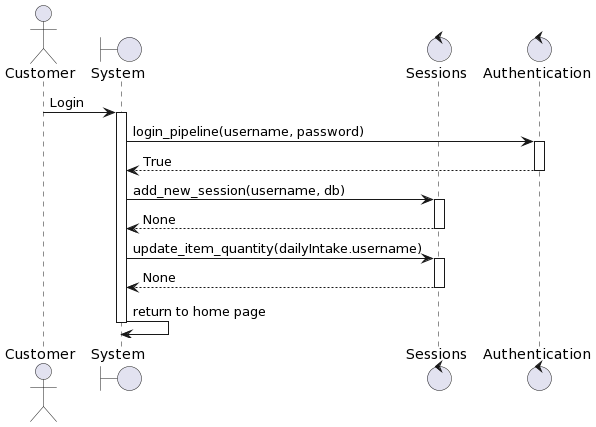 Customer System Sessions Authentication
Login
login_pipeline(username, password)
True
add_new_session(username, db)
None
update_item_quantity(dailyIntake.username)
None
return to home page
Customer System Sessions Authentication